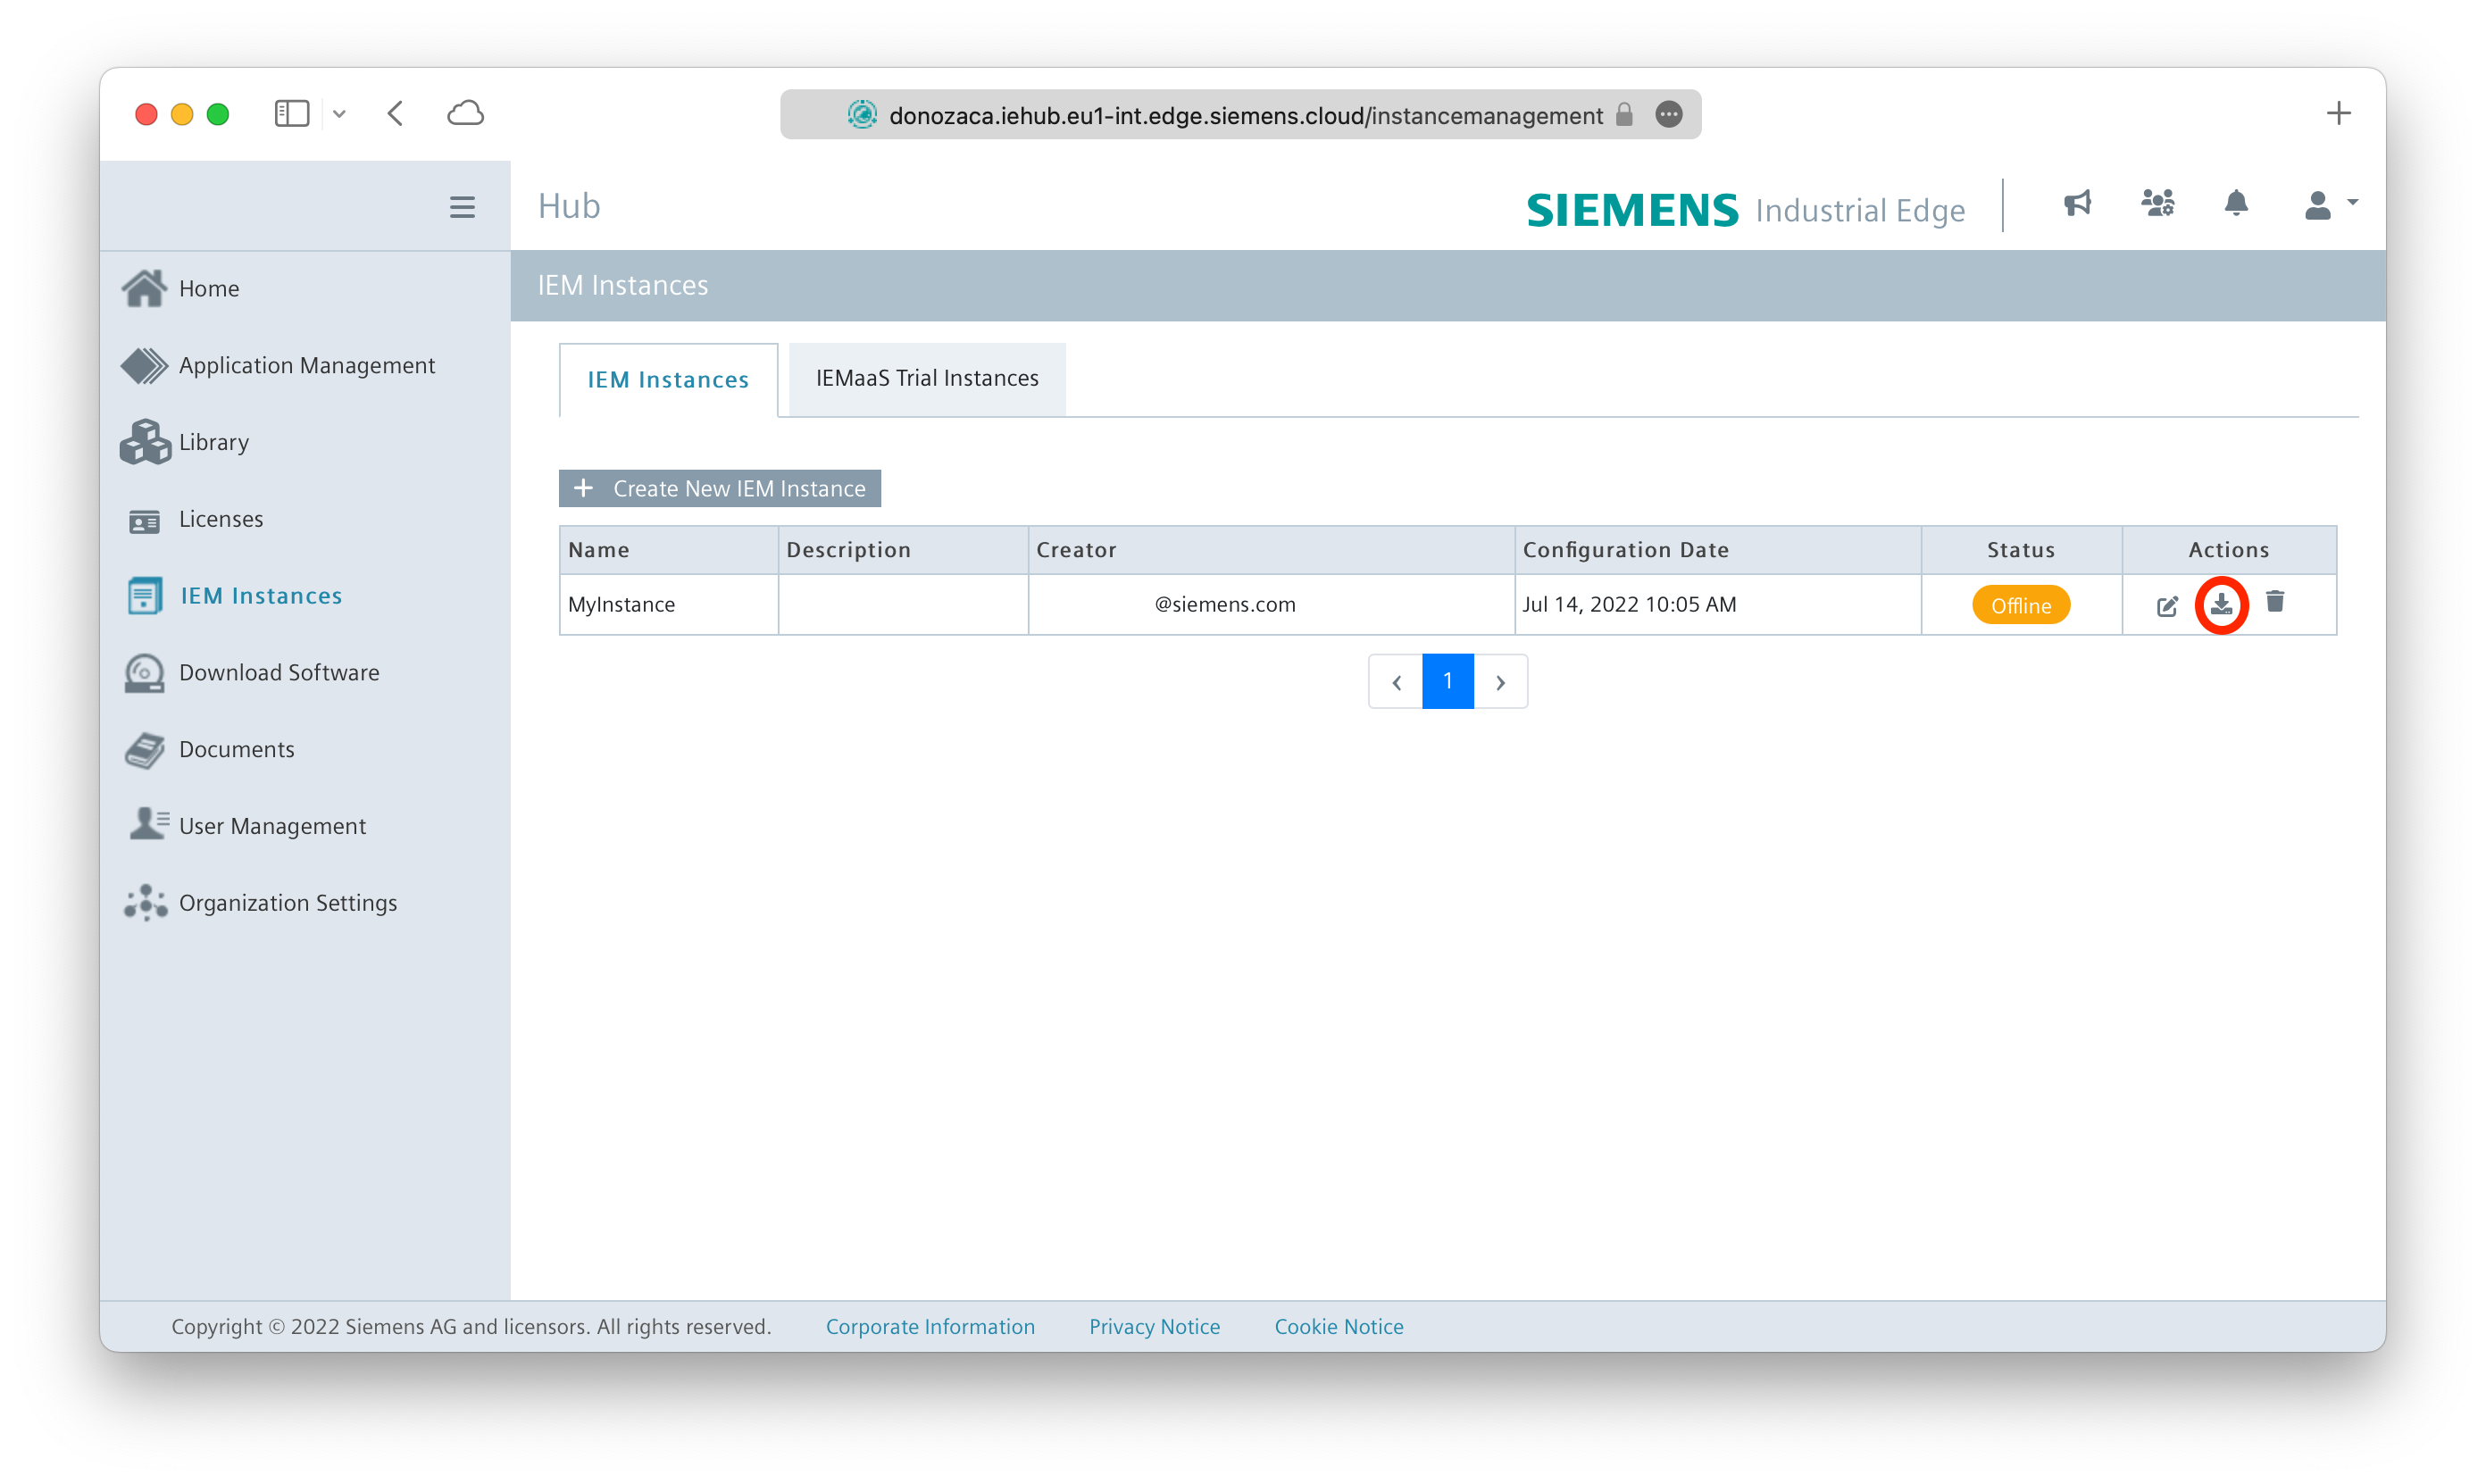 donozaca.iehub.eu1-int.edge.siemens.cloud/instancemanagement
Hub
SIEMENS Industrial Edge
Home
Application Management
Library
Licenses
IEM Instances
Download Software
Documents
User Management
Organization Settings
IEM Instances
IEM Instances
IEMaaS Trial Instances
+ Create New IEM Instance
Name Description Creator Configuration Date Status Actions
MyInstance @siemens.com Jul 14, 2022 10:05 AM Offline
‹ 1 ›
Copyright © 2022 Siemens AG and licensors. All rights reserved. Corporate Information Privacy Notice Cookie Notice